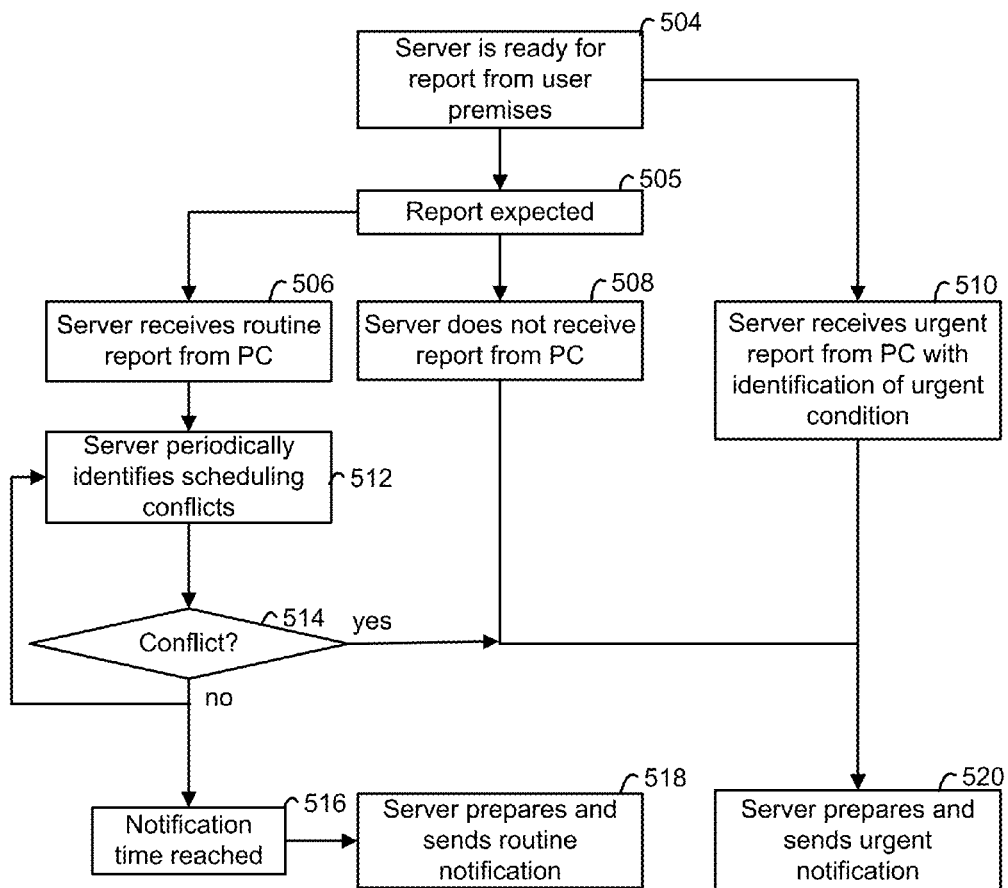 504
Server is ready for
report from user
premises
505
Report expected
506
Server receives routine
report from PC
508
Server does not receive
report from PC
510
Server receives urgent
report from PC with
identification of urgent
condition
Server periodically
identifies scheduling
conflicts
512
514
Conflict?
yes
no
516
Notification
time reached
518
Server prepares and
sends routine
notification
520
Server prepares and
sends urgent
notification